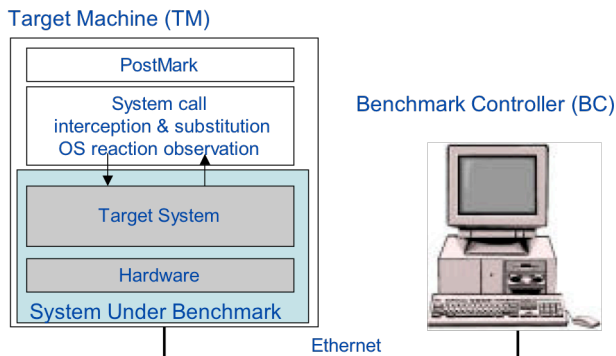 Target Machine (TM)
PostMark
System call
interception & substitution
OS reaction observation
Target System
Hardware
System Under Benchmark
Benchmark Controller (BC)
Ethernet